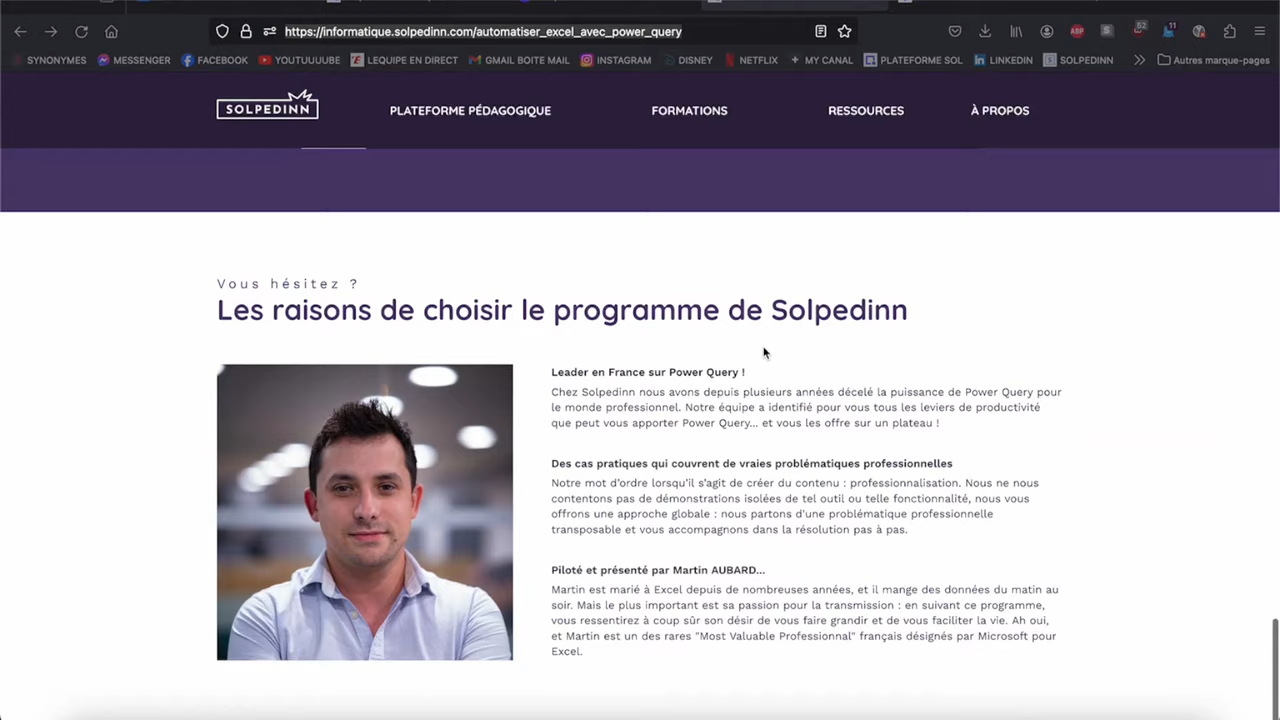 https://informatique.solpedinn.com/automatiser_excel_avec_power_query
52
11
ABP
S
SYNONYMES MESSENGER FACEBOOK YOUTUUUUBE LEQUIPE EN DIRECT GMAIL BOITE MAIL INSTAGRAM DISNEY NETFLIX MY CANAL PLATEFORME SOL LINKEDIN SOLPEDINN Autres marque-pages
SOLPEDINN PLATEFORME PÉDAGOGIQUE FORMATIONS RESSOURCES À PROPOS
Vous hésitez ?
Les raisons de choisir le programme de Solpedinn
Leader en France sur Power Query !
Chez Solpedinn nous avons depuis plusieurs années décelé la puissance de Power Query pour
le monde professionnel. Notre équipe a identifié pour vous tous les leviers de productivité
que peut vous apporter Power Query... et vous les offre sur un plateau !
Des cas pratiques qui couvrent de vraies problématiques professionnelles
Notre mot d'ordre lorsqu'il s'agit de créer du contenu : professionnalisation. Nous ne nous
contentons pas de démonstrations isolées de tel outil ou telle fonctionnalité, nous vous
offrons une approche globale : nous partons d'une problématique professionnelle
transposable et vous accompagnons dans la résolution pas à pas.
Piloté et présenté par Martin AUBARD...
Martin est marié à Excel depuis de nombreuses années, et il mange des données du matin au
soir. Mais le plus important est sa passion pour la transmission : en suivant ce programme,
vous ressentirez à coup sûr son désir de vous faire grandir et de vous faciliter la vie. Ah oui,
et Martin est un des rares "Most Valuable Professionnal" français désignés par Microsoft pour
Excel.